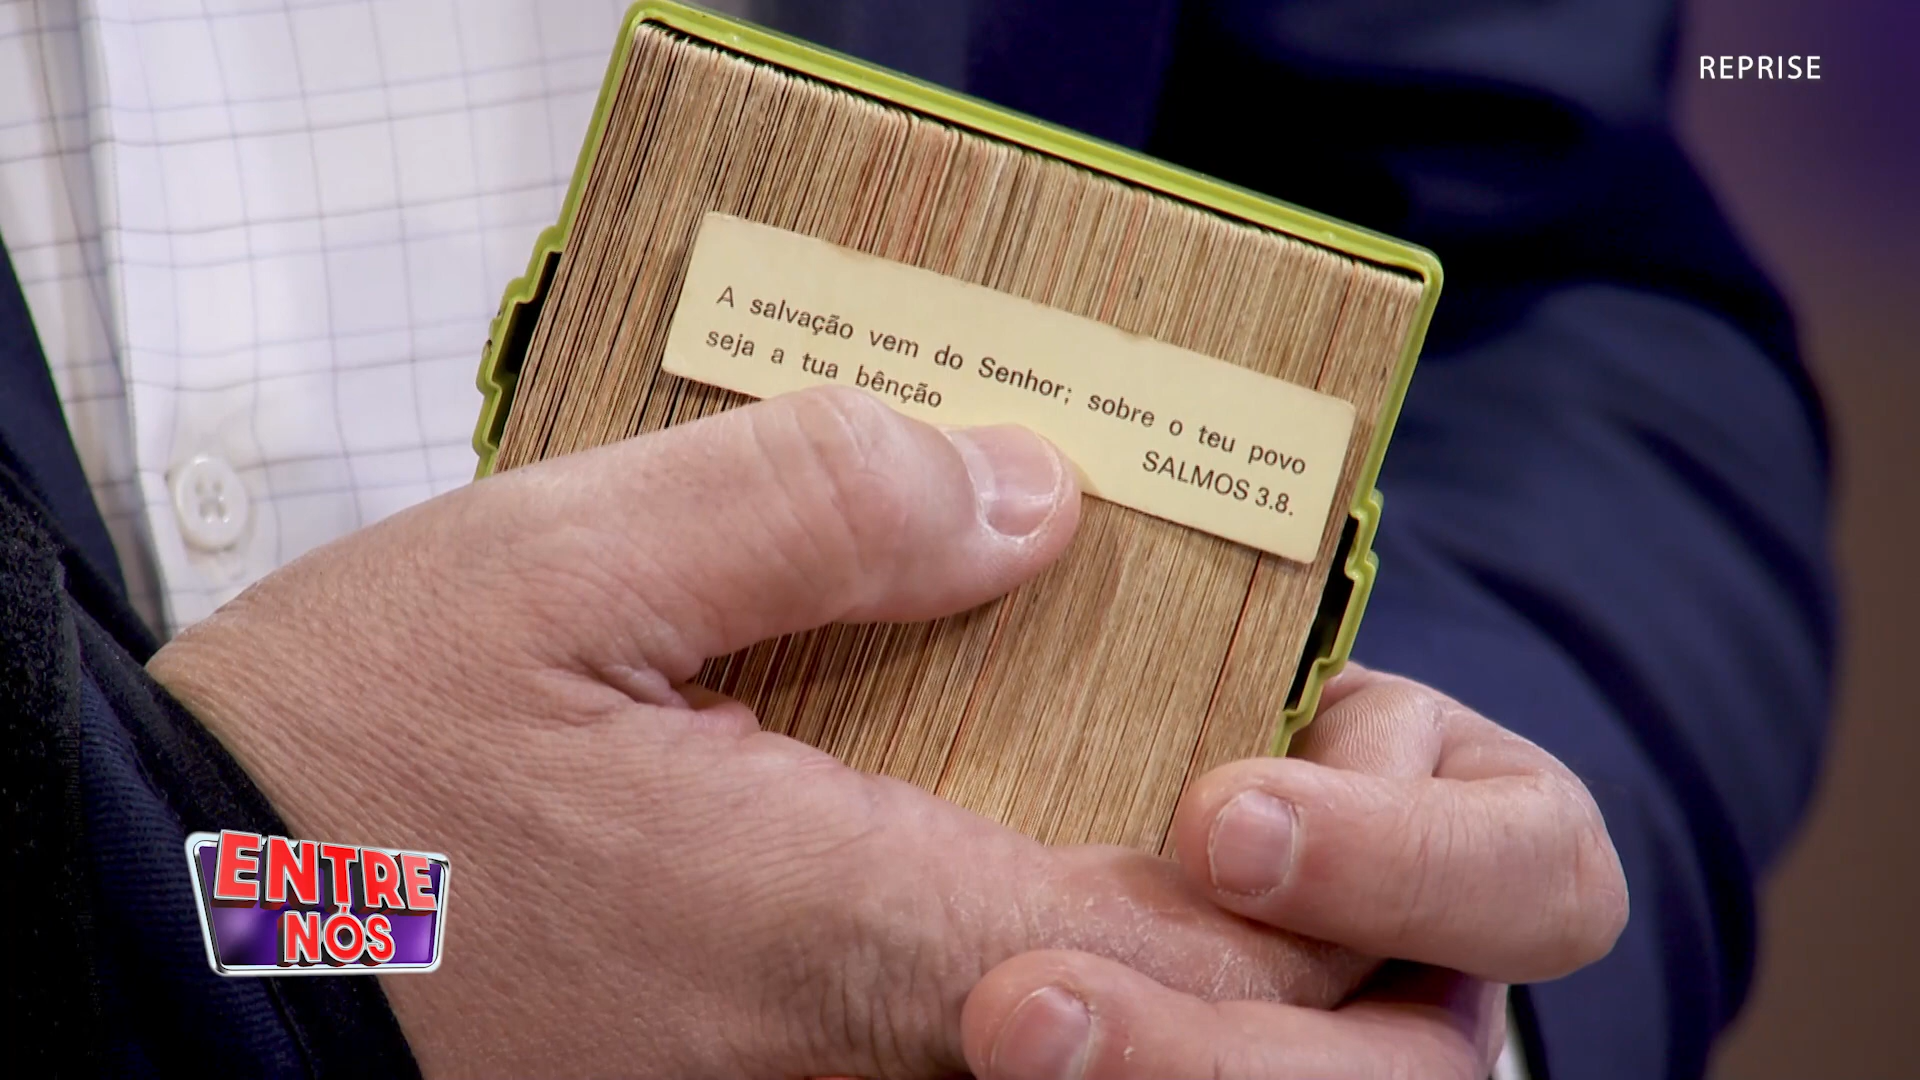 REPRISE
A salvação vem do Senhor; sobre o teu povo
seja a tua bênção
SALMOS 3.8.
ENTRE
NÓS